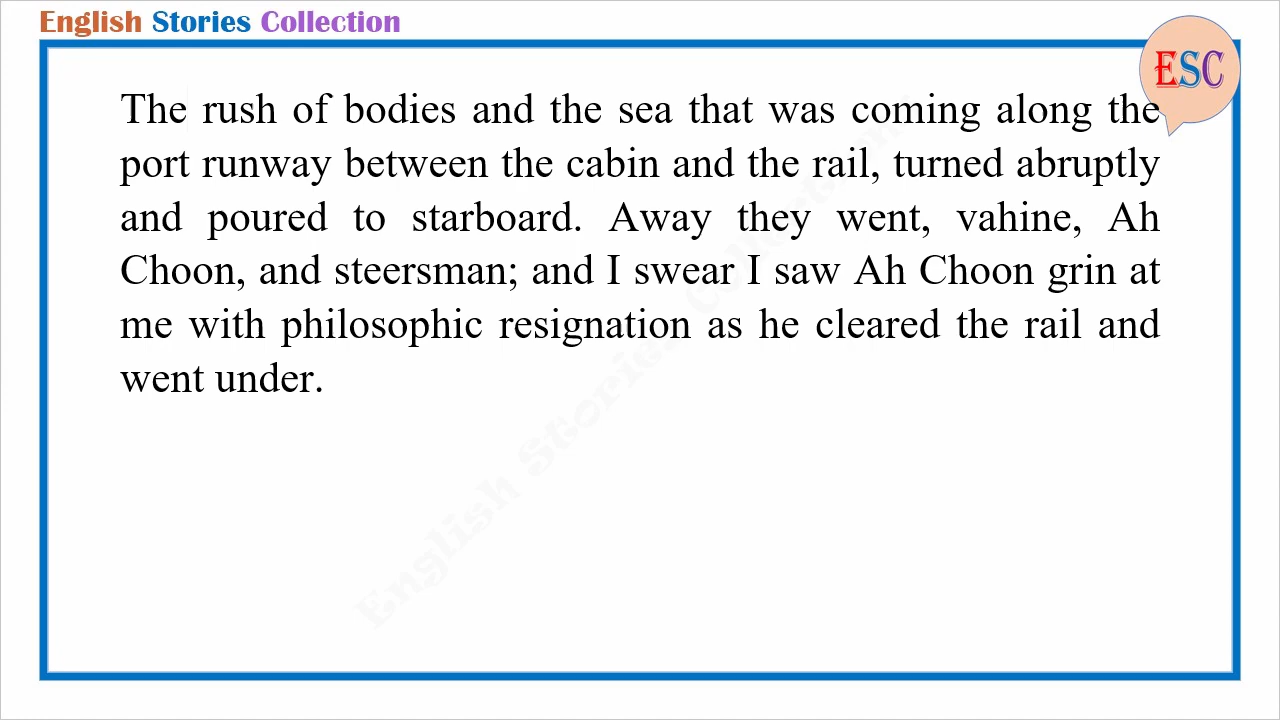 English Stories Collection
ESC
The rush of bodies and the sea that was coming along the
port runway between the cabin and the rail, turned abruptly
and poured to starboard. Away they went, vahine, Ah
Choon, and steersman; and I swear I saw Ah Choon grin at
me with philosophic resignation as he cleared the rail and
went under.
English Stories Collection